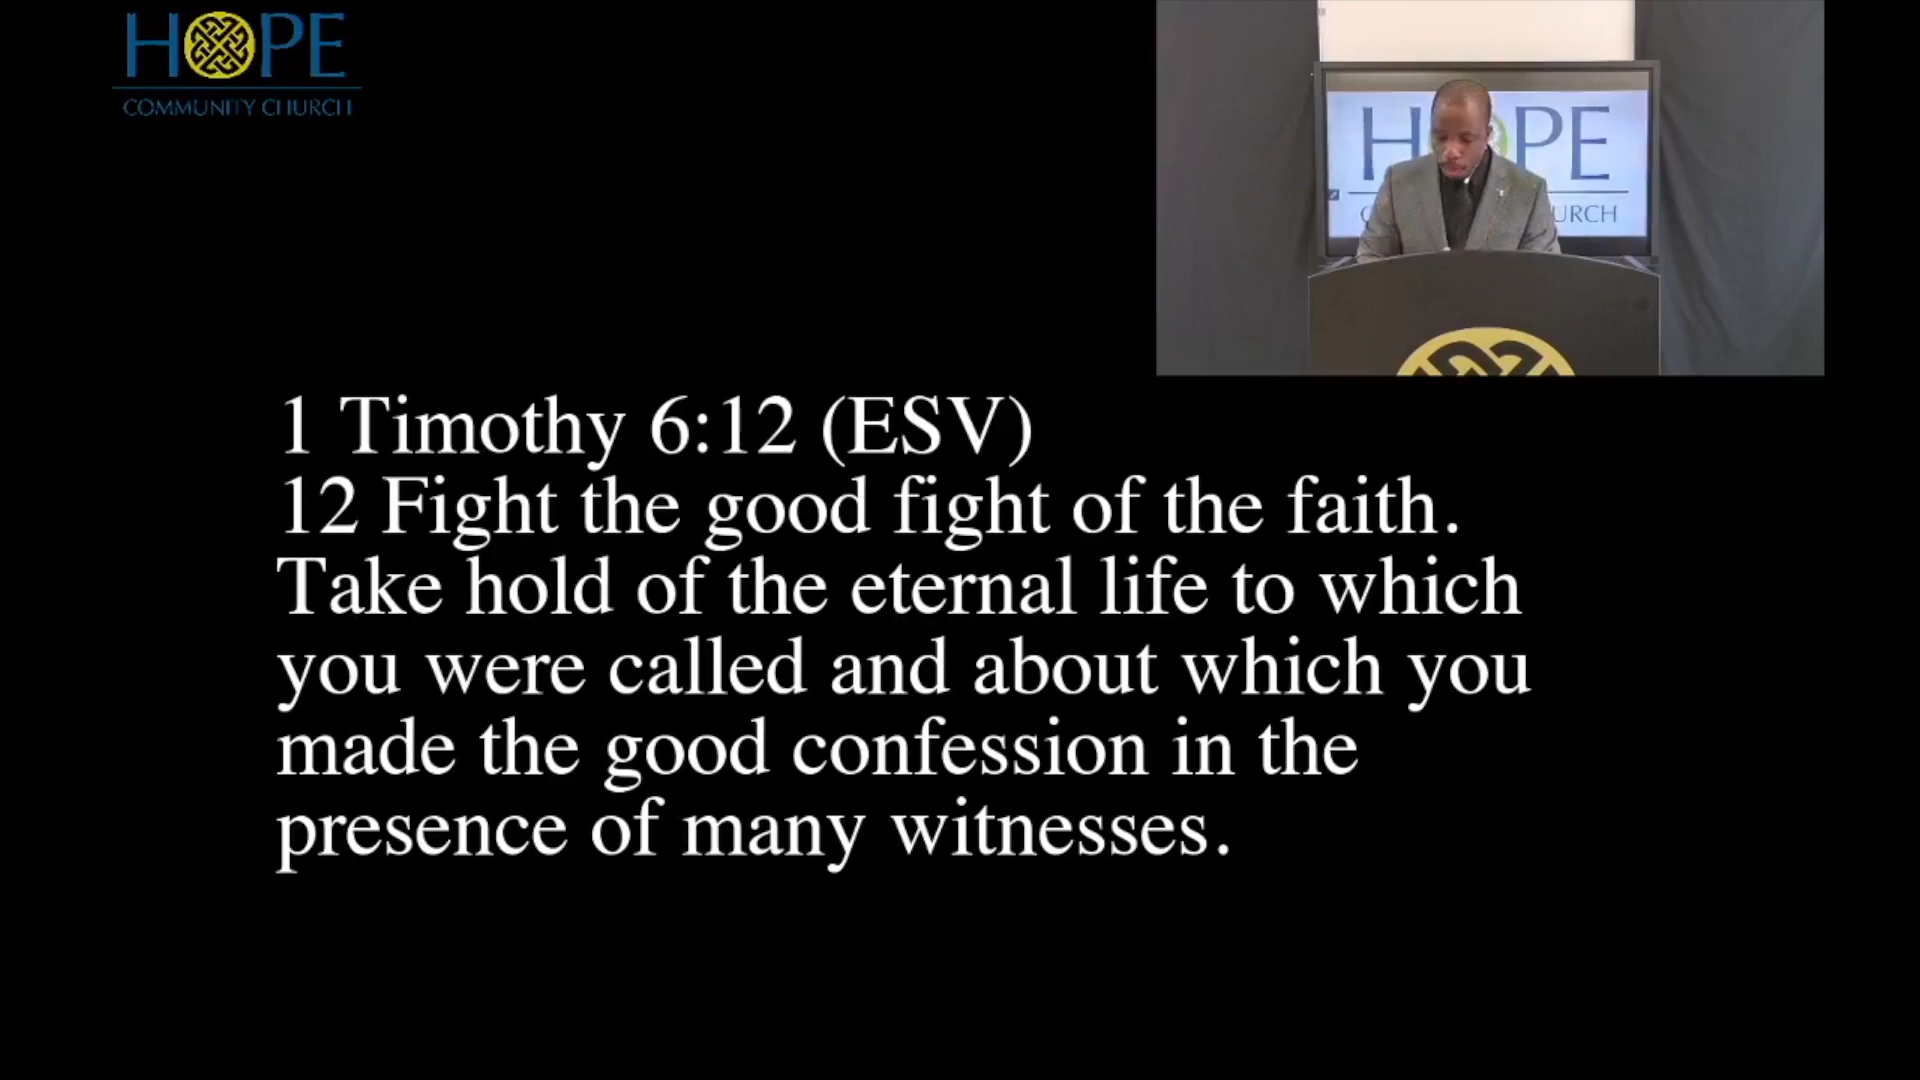 HOPE
COMMUNITY CHURCH
HOPE
URCH
1 Timothy 6:12 (ESV)
12 Fight the good fight of the faith.
Take hold of the eternal life to which
you were called and about which you
made the good confession in the
presence of many witnesses.